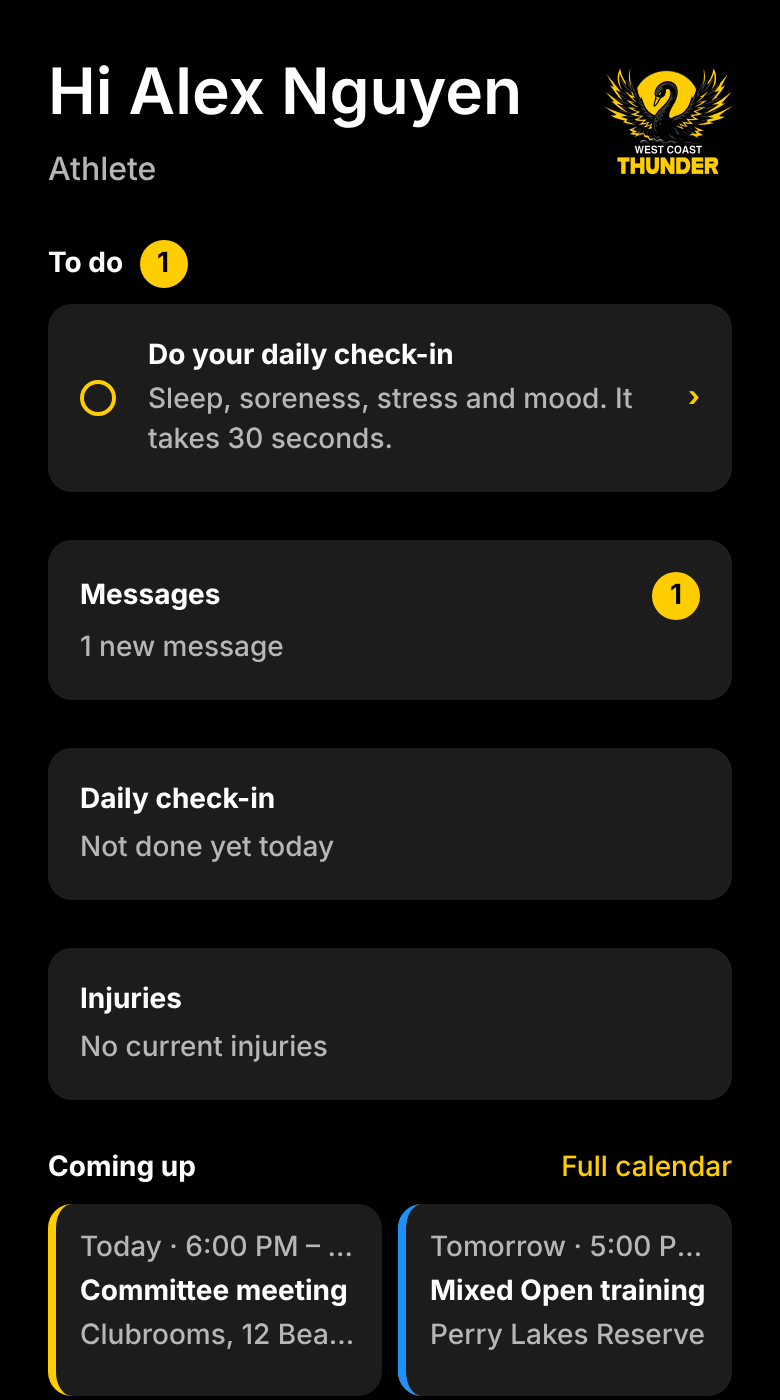 Hi Alex Nguyen
WEST COAST
THUNDER
Athlete
To do 1
Do your daily check-in
Sleep, soreness, stress and mood. It
takes 30 seconds.
›
Messages 1
1 new message
Daily check-in
Not done yet today
Injuries
No current injuries
Coming up Full calendar
Today · 6:00 PM – ...
Committee meeting
Clubrooms, 12 Bea...
Tomorrow · 5:00 P...
Mixed Open training
Perry Lakes Reserve